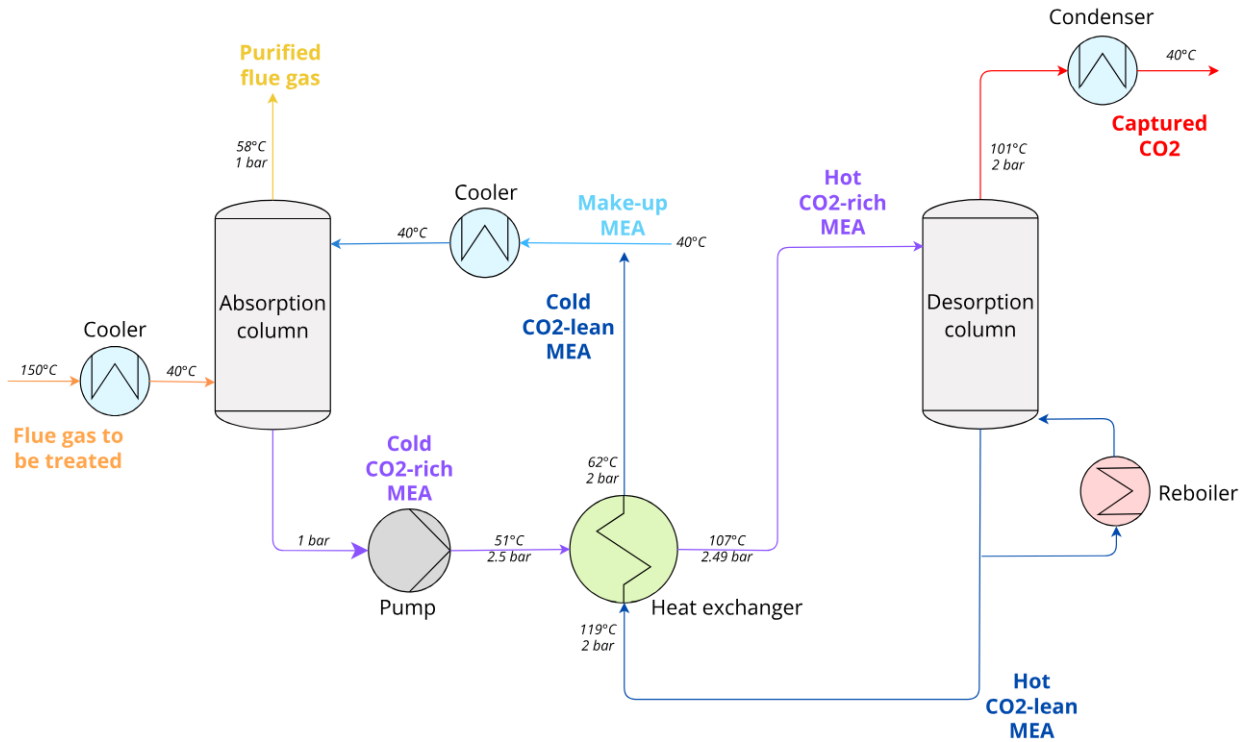 Condenser
40°C
Captured
CO2
Purified
flue gas
58°C
1 bar
101°C
2 bar
Cooler
40°C
Make-up
MEA
40°C
Hot
CO2-rich
MEA
Absorption
column
Cold
CO2-lean
MEA
Desorption
column
Cooler
150°C
40°C
Flue gas to
be treated
Cold
CO2-rich
MEA
62°C
2 bar
Reboiler
1 bar
51°C
2.5 bar
107°C
2.49 bar
Pump
Heat exchanger
119°C
2 bar
Hot
CO2-lean
MEA